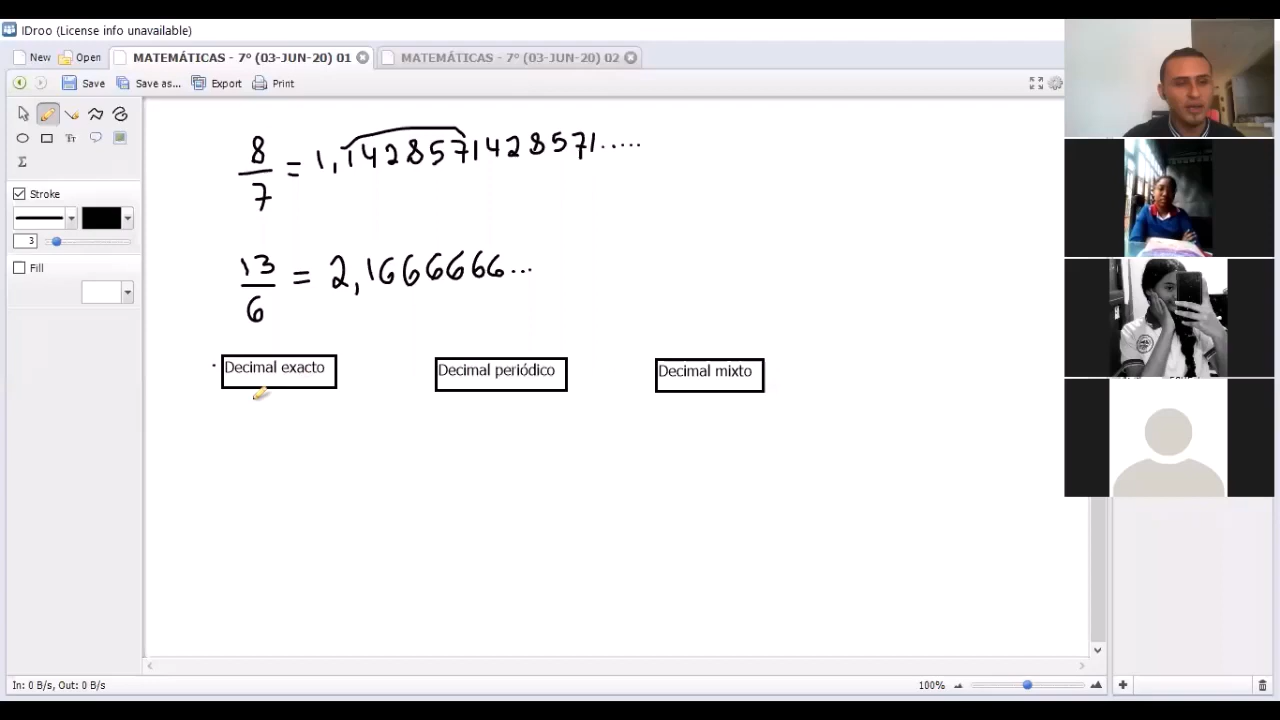 IDroo (License info unavailable)
New Open MATEMÁTICAS - 7º (03-JUN-20) 01 MATEMÁTICAS - 7º (03-JUN-20) 02
Save Save as... Export Print
Tr
Σ
Stroke
3
Fill
8/7 = 1,142857142857 1.....
13/6 = 2,1666666...
Decimal exacto Decimal periódico Decimal mixto
In: 0 B/s, Out: 0 B/s 100%